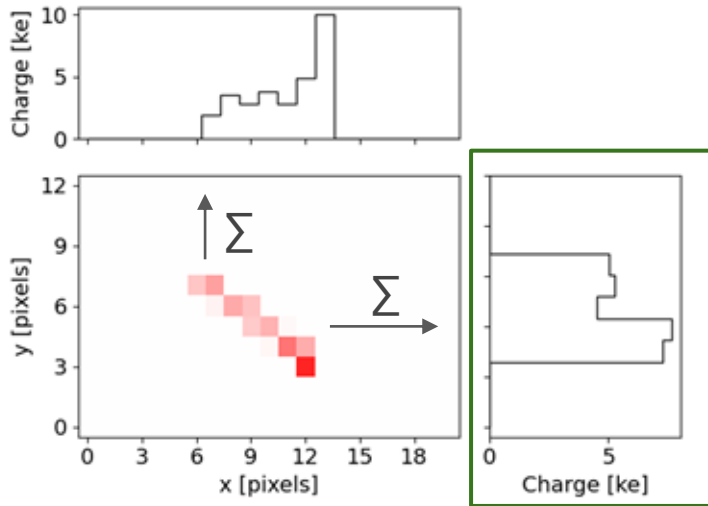 Charge [ke]
10
5
0
Σ
Σ
y [pixels]
12
9
6
3
0
0 3 6 9 12 15 18
x [pixels]
0 5
Charge [ke]